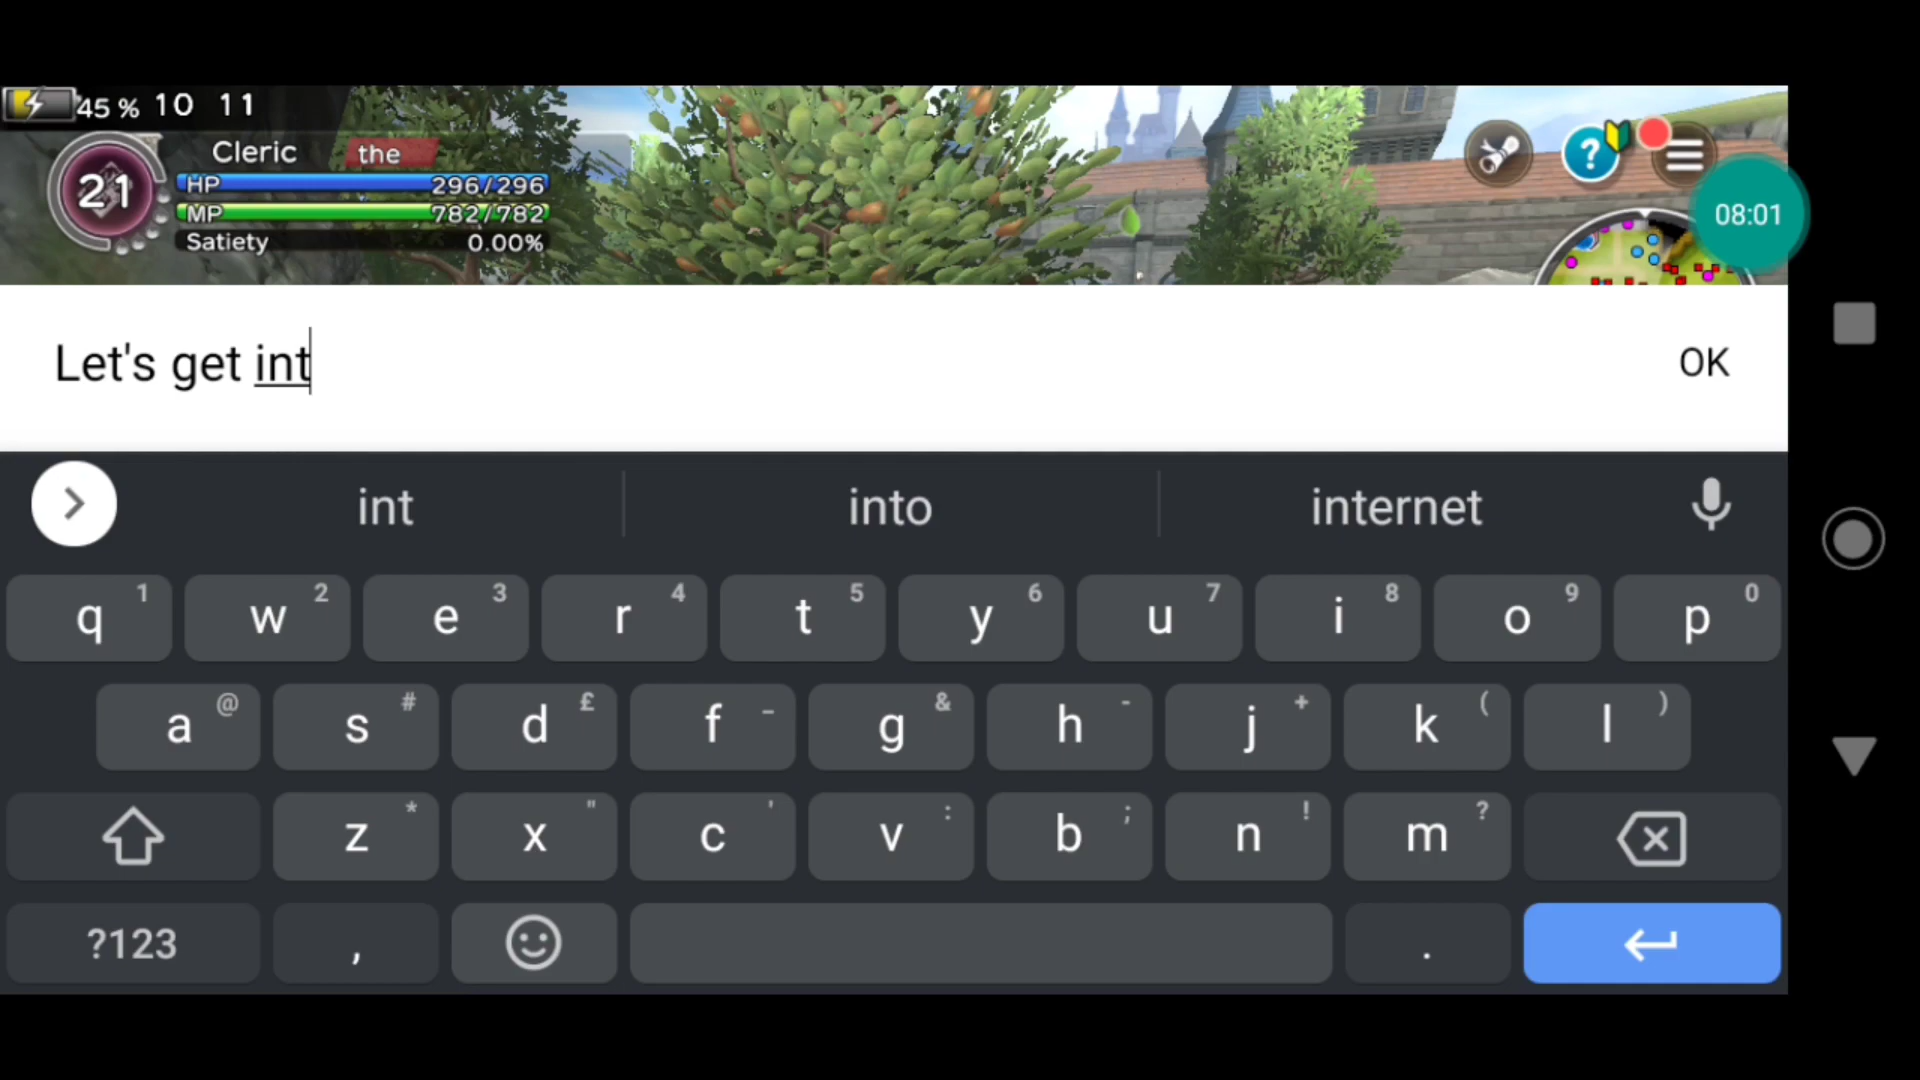 45 % 10 11
Cleric the
21
HP 296/296
MP 782/782
Satiety 0.00%
?
08:01
Let's get int
OK
int into internet
q 1 w 2 e 3 r 4 t 5 y 6 u 7 i 8 o 9 p 0
a @ s # d £ f _ g & h - j + k ( l )
z * x " c ' v : b ; n ! m ?
?123 , .